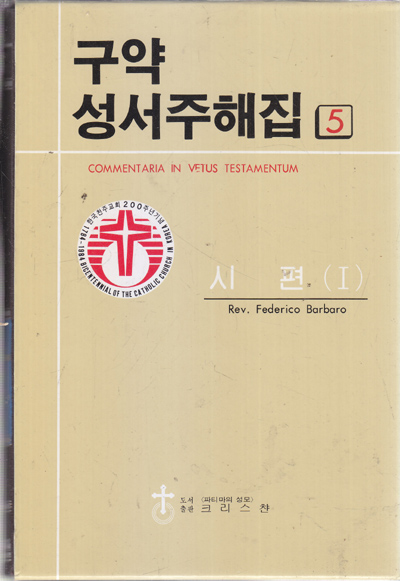 구약
성서주해집 5
COMMENTARIA IN VETUS TESTAMENTUM
한국천주교회 200주년기념
1784-1984 BICENTENNIAL OF THE CATHOLIC CHURCH IN KOREA
시 편 (I)
Rev. Federico Barbaro
도서 〈파티마의 성모〉
출판 크리스챤